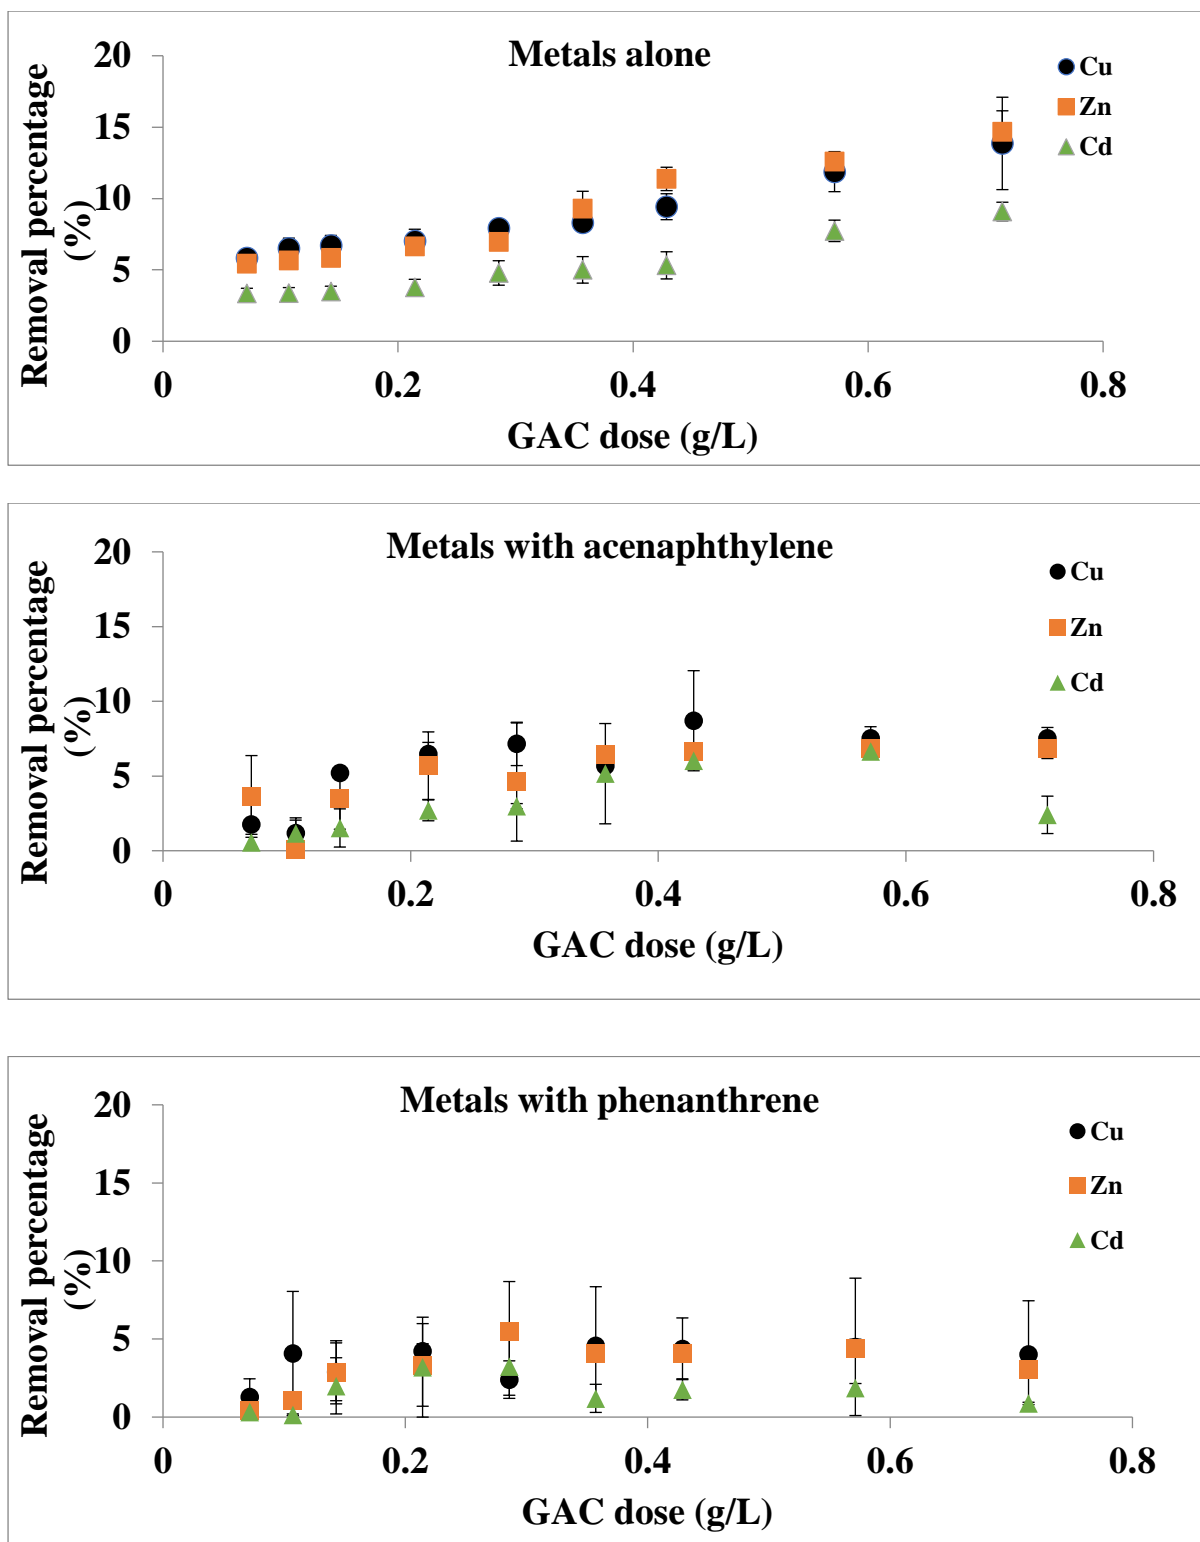 Metals alone
Removal percentage
(%)
20
15
10
5
0
0 0.2 0.4 0.6 0.8
GAC dose (g/L)
Cu
Zn
Cd
Metals with acenaphthylene
Removal percentage
(%)
20
15
10
5
0
0 0.2 0.4 0.6 0.8
GAC dose (g/L)
Cu
Zn
Cd
Metals with phenanthrene
Removal percentage
(%)
20
15
10
5
0
0 0.2 0.4 0.6 0.8
GAC dose (g/L)
Cu
Zn
Cd